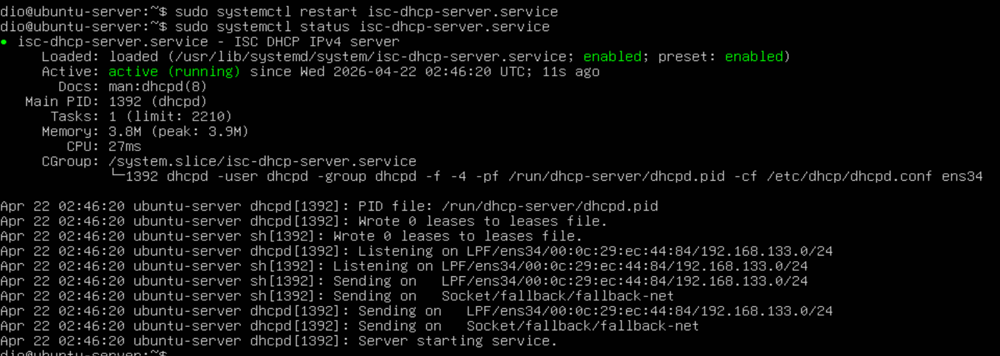 dio@ubuntu-server:~$ sudo systemctl restart isc-dhcp-server.service
dio@ubuntu-server:~$ sudo systemctl status isc-dhcp-server.service
● isc-dhcp-server.service - ISC DHCP IPv4 server
     Loaded: loaded (/usr/lib/systemd/system/isc-dhcp-server.service; enabled; preset: enabled)
     Active: active (running) since Wed 2026-04-22 02:46:20 UTC; 11s ago
       Docs: man:dhcpd(8)
   Main PID: 1392 (dhcpd)
      Tasks: 1 (limit: 2210)
     Memory: 3.8M (peak: 3.9M)
        CPU: 27ms
     CGroup: /system.slice/isc-dhcp-server.service
             └─1392 dhcpd -user dhcpd -group dhcpd -f -4 -pf /run/dhcp-server/dhcpd.pid -cf /etc/dhcp/dhcpd.conf ens34
Apr 22 02:46:20 ubuntu-server dhcpd[1392]: PID file: /run/dhcp-server/dhcpd.pid
Apr 22 02:46:20 ubuntu-server dhcpd[1392]: Wrote 0 leases to leases file.
Apr 22 02:46:20 ubuntu-server sh[1392]: Wrote 0 leases to leases file.
Apr 22 02:46:20 ubuntu-server dhcpd[1392]: Listening on LPF/ens34/00:0c:29:ec:44:84/192.168.133.0/24
Apr 22 02:46:20 ubuntu-server sh[1392]: Listening on LPF/ens34/00:0c:29:ec:44:84/192.168.133.0/24
Apr 22 02:46:20 ubuntu-server sh[1392]: Sending on   LPF/ens34/00:0c:29:ec:44:84/192.168.133.0/24
Apr 22 02:46:20 ubuntu-server sh[1392]: Sending on   Socket/fallback/fallback-net
Apr 22 02:46:20 ubuntu-server dhcpd[1392]: Sending on   LPF/ens34/00:0c:29:ec:44:84/192.168.133.0/24
Apr 22 02:46:20 ubuntu-server dhcpd[1392]: Sending on   Socket/fallback/fallback-net
Apr 22 02:46:20 ubuntu-server dhcpd[1392]: Server starting service.
dio@ubuntu-server:~$